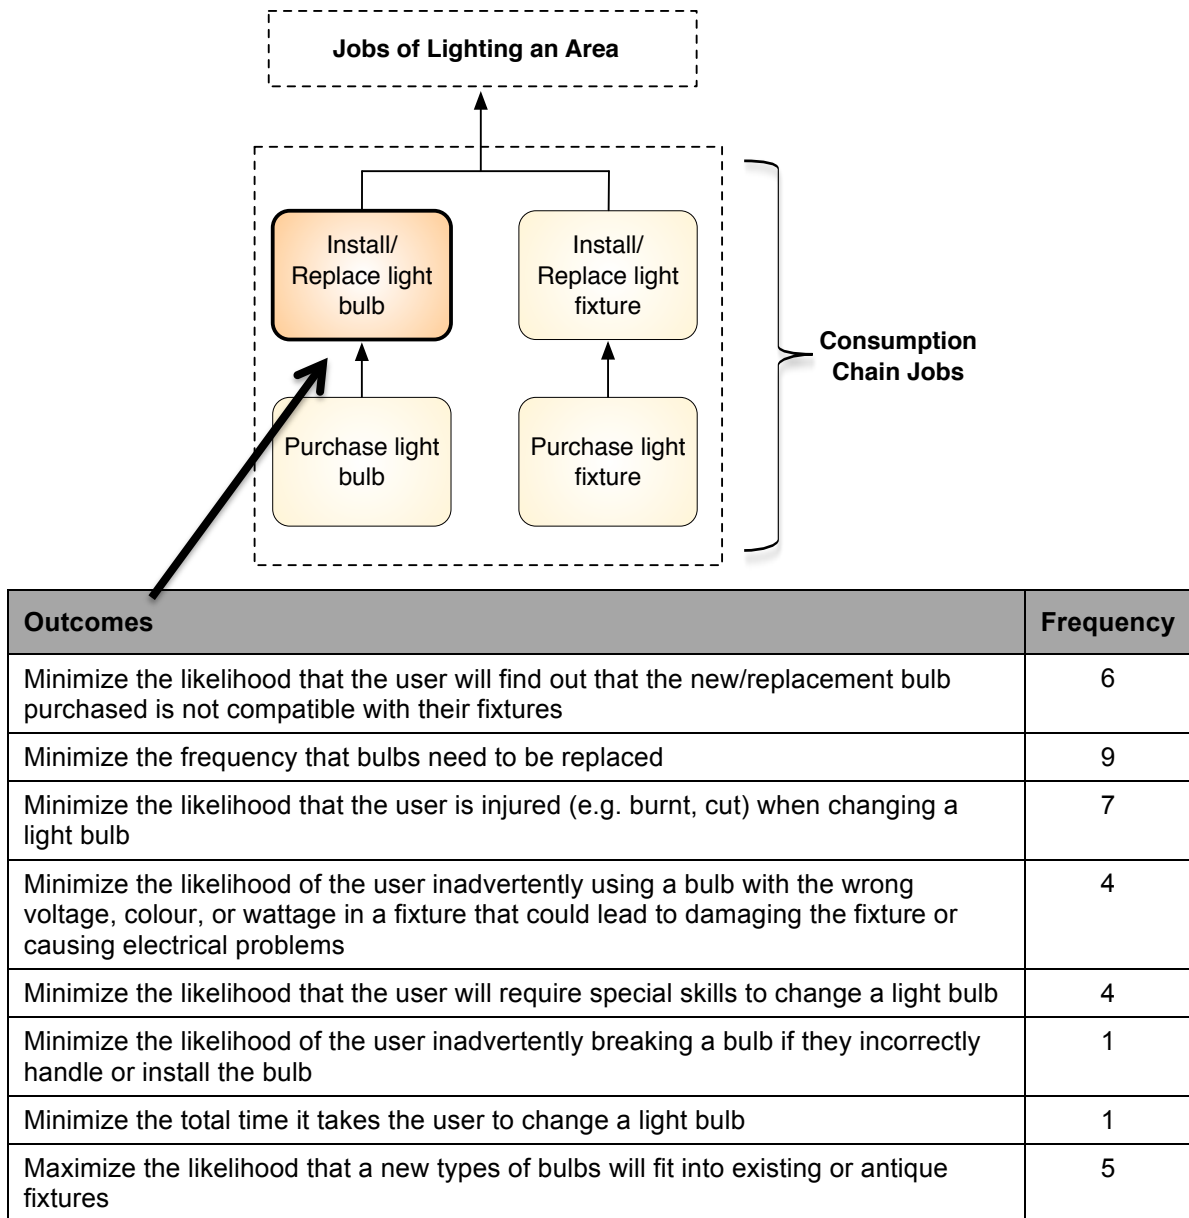 Jobs of Lighting an Area
Install/
Replace light
bulb
Install/
Replace light
fixture
Consumption
Chain Jobs
Purchase light
bulb
Purchase light
fixture
Outcomes
Frequency
Minimize the likelihood that the user will find out that the new/replacement bulb
purchased is not compatible with their fixtures
6
Minimize the frequency that bulbs need to be replaced
9
Minimize the likelihood that the user is injured (e.g. burnt, cut) when changing a
light bulb
7
Minimize the likelihood of the user inadvertently using a bulb with the wrong
voltage, colour, or wattage in a fixture that could lead to damaging the fixture or
causing electrical problems
4
Minimize the likelihood that the user will require special skills to change a light bulb
4
Minimize the likelihood of the user inadvertently breaking a bulb if they incorrectly
handle or install the bulb
1
Minimize the total time it takes the user to change a light bulb
1
Maximize the likelihood that a new types of bulbs will fit into existing or antique
fixtures
5